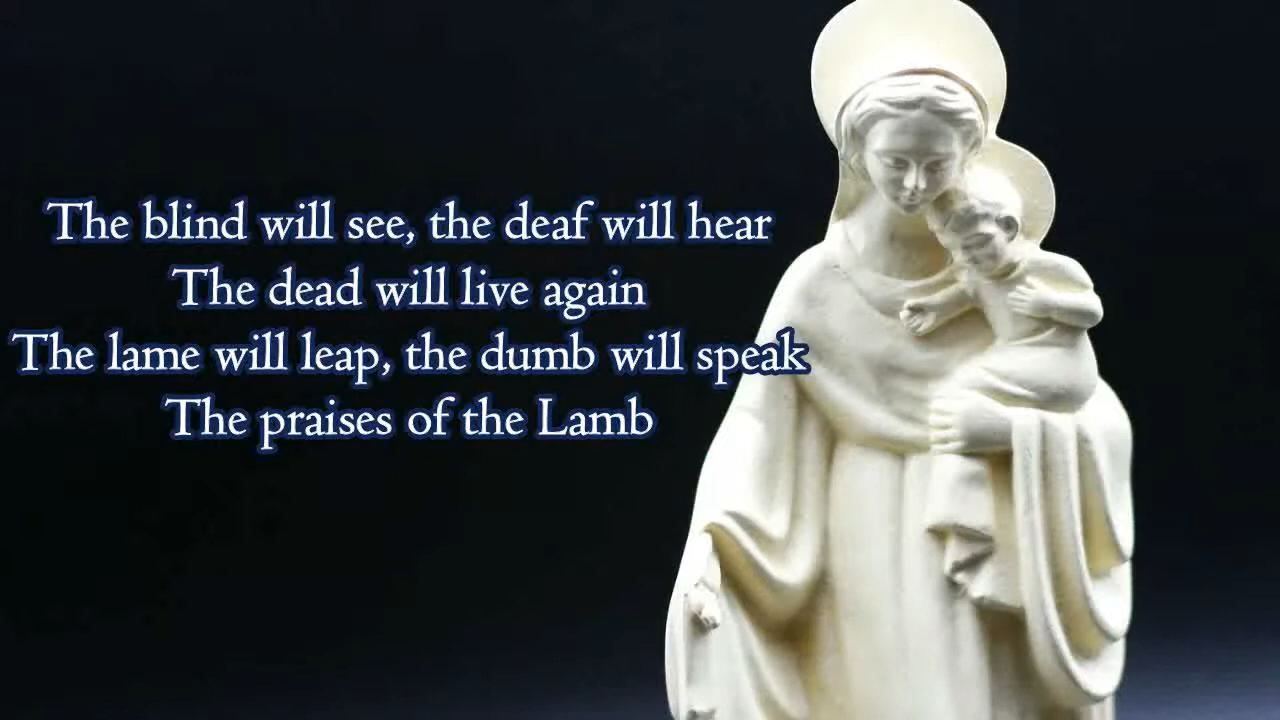 The blind will see, the deaf will hear
The dead will live again
The lame will leap, the dumb will speak
The praises of the Lamb